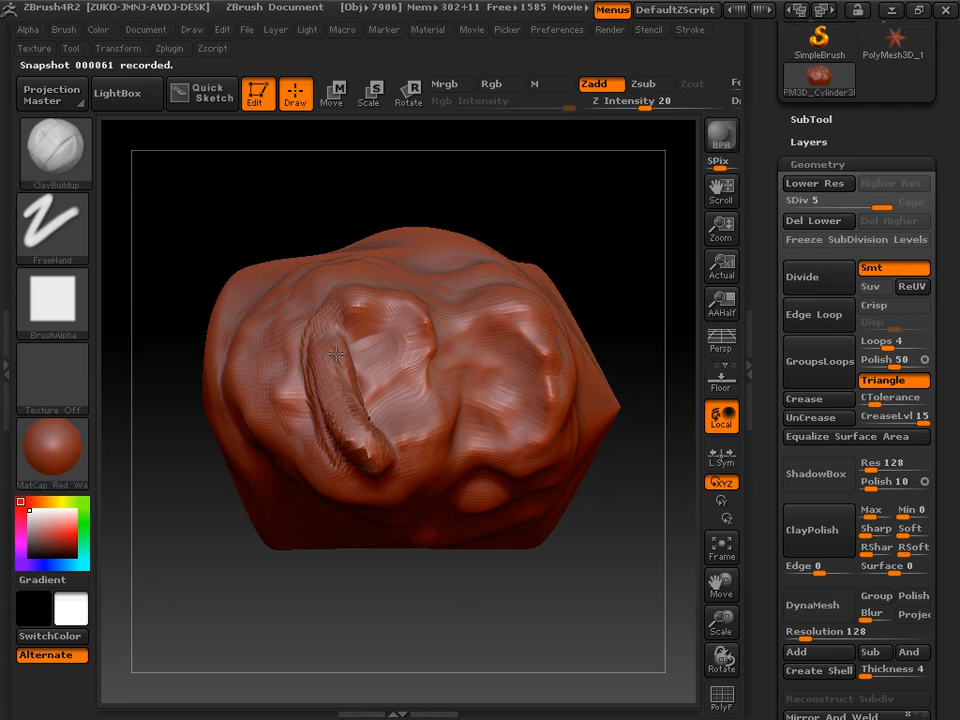 ZBrush4R2 [ZUKO-JMNJ-AVDJ-DESK] ZBrush Document [Obj▸7906] Mem▸302+11 Free▸1585 Movie▸ Menus DefaultZScript
Alpha Brush Color Document Draw Edit File Layer Light Macro Marker Material Movie Picker Preferences Render Stencil Stroke
Texture Tool Transform Zplugin Zscript
Snapshot 000061 recorded.
Projection Master
LightBox
Quick Sketch
Edit Draw Move Scale Rotate
Mrgb Rgb M Zadd Zsub Zcut
Rgb Intensity Z Intensity 20
ClayBuildup
FreeHand
BrushAlpha
Texture Off
MatCap Red Wa
Gradient
SwitchColor
Alternate
BPR
SPix
Scroll
Zoom
Actual
AAHalf
Persp
Floor
Local
L.Sym
XYZ
Frame
Move
Scale
Rotate
PolyF
SimpleBrush PolyMesh3D_1
PM3D_Cylinder3I
SubTool
Layers
Geometry
Lower Res Higher Res
SDiv 5 Cage
Del Lower Del Higher
Freeze SubDivision Levels
Divide Smt
Suv ReUV
Edge Loop Crisp
Disp
GroupsLoops Loops 4
Polish 50
Triangle
Crease CTolerance
UnCrease CreaseLvl 15
Equalize Surface Area
ShadowBox Res 128
Polish 10
ClayPolish Max Min 0
Sharp Soft
RShar RSoft
Edge 0 Surface 0
DynaMesh Group Polish
Blur Projec
Resolution 128
Add Sub And
Create Shell Thickness 4
Reconstruct Subdiv
Mirror And Weld